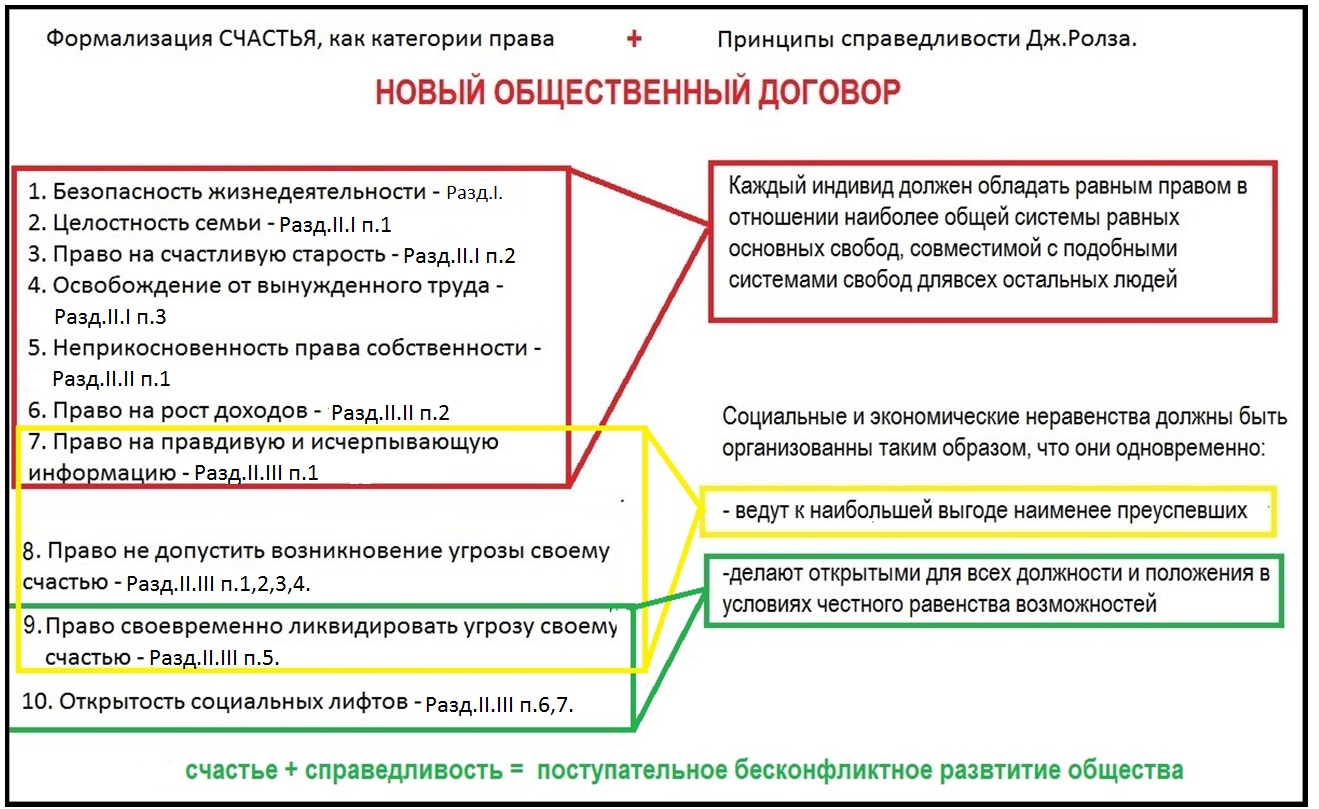 Формализация СЧАСТЬЯ, как категории права + Принципы справедливости Дж.Ролза.
НОВЫЙ ОБЩЕСТВЕННЫЙ ДОГОВОР
1. Безопасность жизнедеятельности - Разд.I.
2. Целостность семьи - Разд.II.I п.1
3. Право на счастливую старость - Разд.II.I п.2
4. Освобождение от вынужденного труда -
Разд.II.I п.3
5. Неприкосновенность права собственности -
Разд.II.II п.1
6. Право на рост доходов - Разд.II.II п.2
7. Право на правдивую и исчерпывающую
информацию - Разд.II.III п.1
8. Право не допустить возникновение угрозы своему
счастью - Разд.II.III п.1,2,3,4.
9. Право своевременно ликвидировать угрозу своему
счастью - Разд.II.III п.5.
10. Открытость социальных лифтов - Разд.II.III п.6,7.
Каждый индивид должен обладать равным правом в
отношении наиболее общей системы равных
основных свобод, совместимой с подобными
системами свобод длявсех остальных людей
Социальные и экономические неравенства должны быть
организованны таким образом, что они одновременно:
- ведут к наибольшей выгоде наименее преуспевших
-делают открытыми для всех должности и положения в
условиях честного равенства возможностей
счастье + справедливость = поступательное бесконфликтное развтитие общества